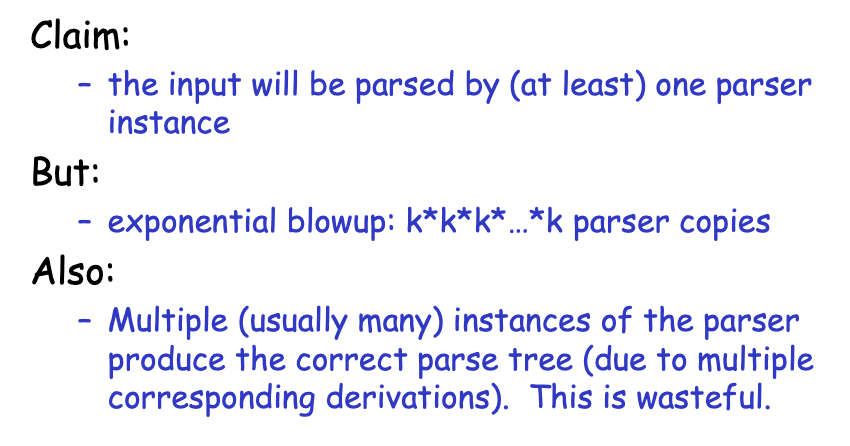 Claim:
– the input will be parsed by (at least) one parser
instance
But:
– exponential blowup: k*k*k*…*k parser copies
Also:
– Multiple (usually many) instances of the parser
produce the correct parse tree (due to multiple
corresponding derivations).  This is wasteful.